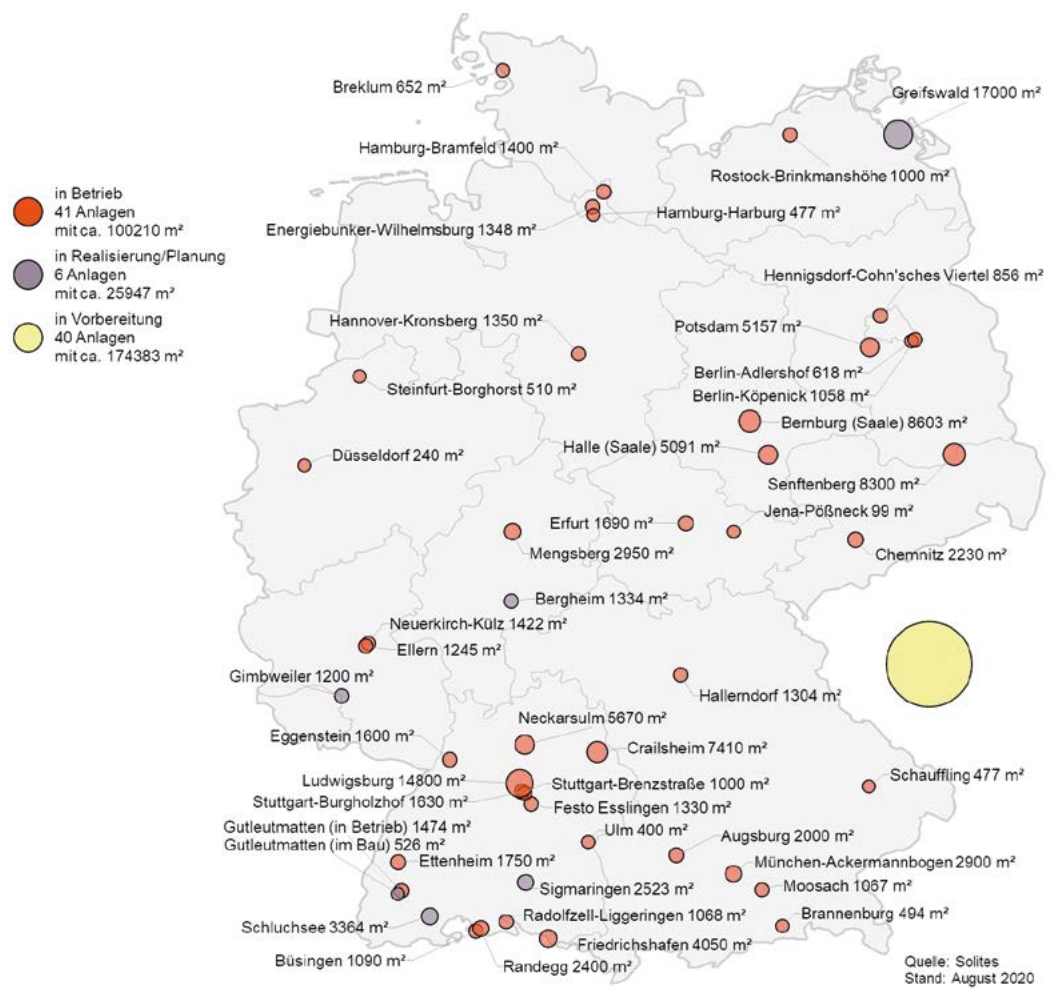 Breklum 652 m²
Greifswald 17000 m²
Hamburg-Bramfeld 1400 m²
Rostock-Brinkmanshöhe 1000 m²
in Betrieb
41 Anlagen
mit ca. 100210 m²
Hamburg-Harburg 477 m²
Energiebunker-Wilhelmsburg 1348 m²
in Realisierung/Planung
6 Anlagen
mit ca. 25947 m²
Hennigsdorf-Cohn'sches Viertel 856 m²
in Vorbereitung
40 Anlagen
mit ca. 174383 m²
Hannover-Kronsberg 1350 m²
Potsdam 5157 m²
Berlin-Adlershof 618 m²
Steinfurt-Borghorst 510 m²
Berlin-Köpenick 1058 m²
Bernburg (Saale) 8603 m²
Halle (Saale) 5091 m²
Düsseldorf 240 m²
Senftenberg 8300 m²
Jena-Pößneck 99 m²
Erfurt 1690 m²
Mengsberg 2950 m²
Chemnitz 2230 m²
Bergheim 1334 m²
Neuerkirch-Külz 1422 m²
Ellern 1245 m²
Gimbweiler 1200 m²
Hallerndorf 1304 m²
Neckarsulm 5670 m²
Eggenstein 1600 m²
Crailsheim 7410 m²
Ludwigsburg 14800 m²
Stuttgart-Brenzstraße 1000 m²
Schauffling 477 m²
Stuttgart-Burgholzhof 1630 m²
Festo Esslingen 1330 m²
Gutleutmatten (in Betrieb) 1474 m²
Ulm 400 m²
Augsburg 2000 m²
Gutleutmatten (im Bau) 526 m²
Ettenheim 1750 m²
München-Ackermannbogen 2900 m²
Sigmaringen 2523 m²
Moosach 1067 m²
Radolfzell-Liggeringen 1068 m²
Brannenburg 494 m²
Schluchsee 3364 m²
Friedrichshafen 4050 m²
Büsingen 1090 m²
Randegg 2400 m²
Quelle: Solites
Stand: August 2020